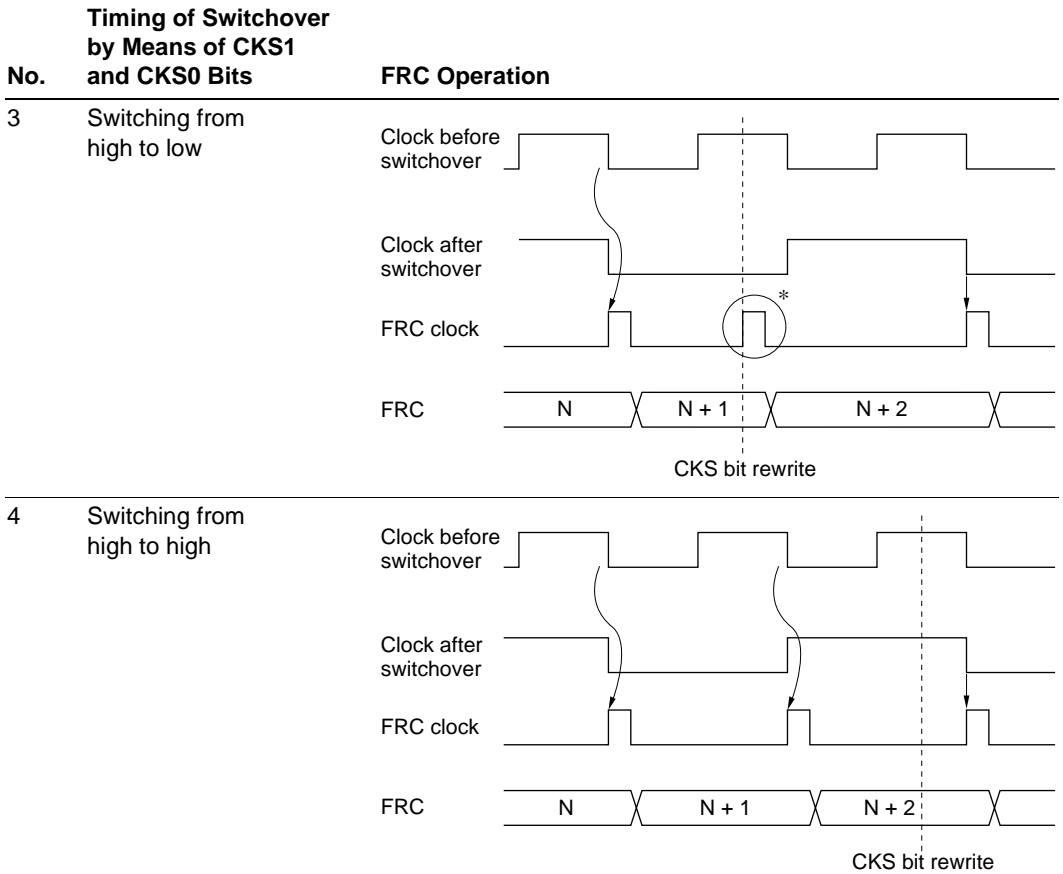 No.
Timing of Switchover
by Means of CKS1
and CKS0 Bits
FRC Operation
3
Switching from
high to low
Clock before
switchover
Clock after
switchover
FRC clock
*
FRC
N
N + 1
N + 2
CKS bit rewrite
4
Switching from
high to high
Clock before
switchover
Clock after
switchover
FRC clock
FRC
N
N + 1
N + 2
CKS bit rewrite